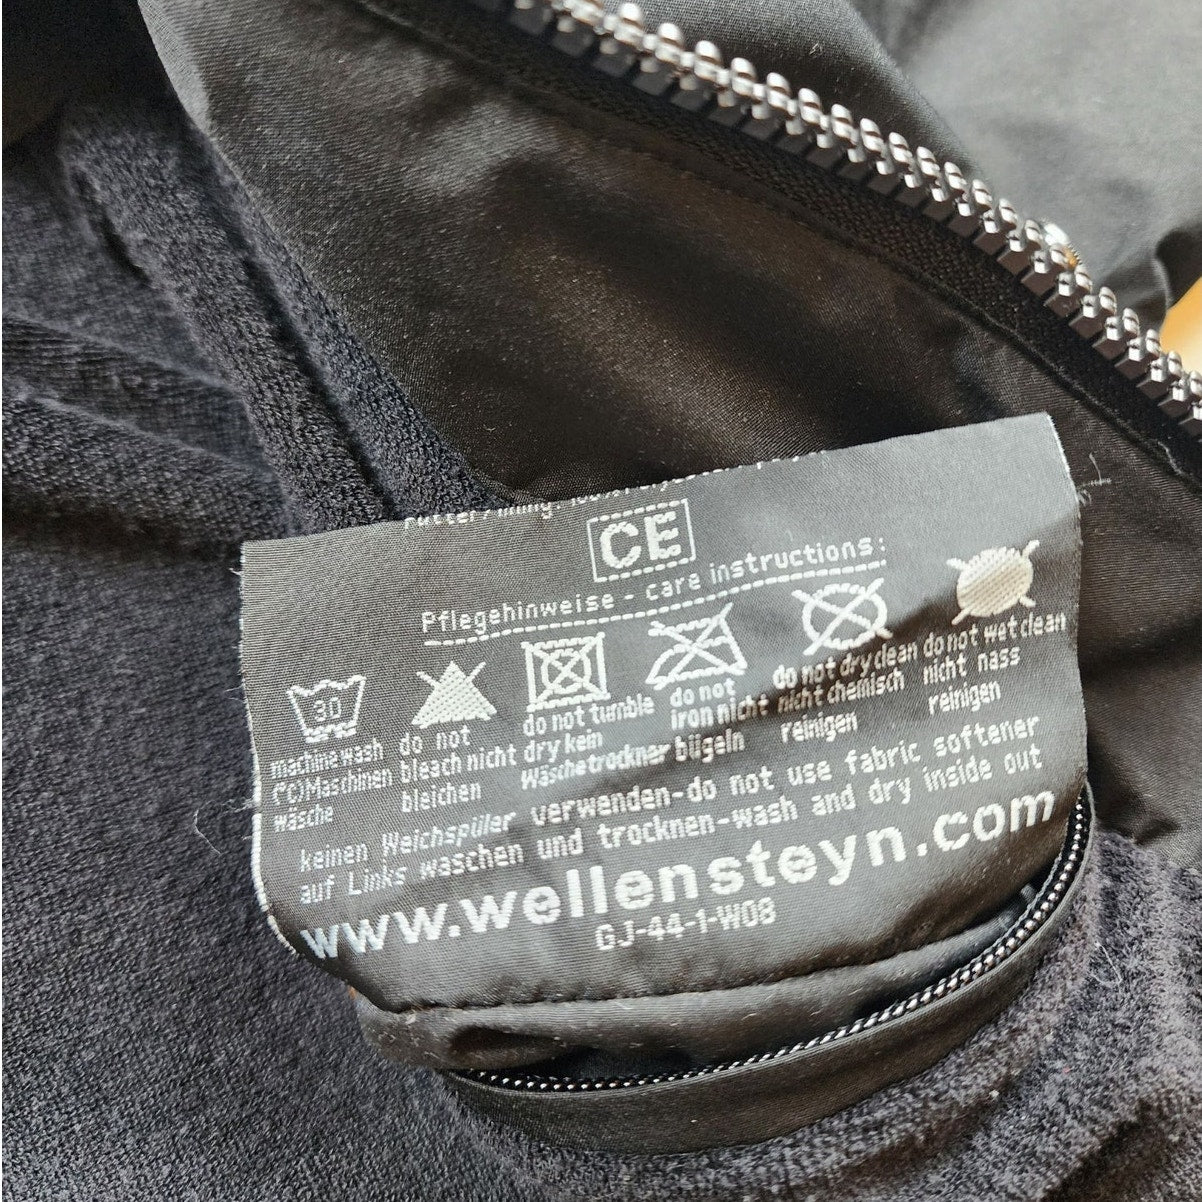 CE
Pflegehinweise - care instructions:
30
machine wash
(°C)Maschinen
wäsche
do not
bleach nicht
bleichen
do not tumble
dry kein
Wäschetrockner
do not
iron nicht
bügeln
do not dry clean
nicht chemisch
reinigen
do not wet clean
nicht nass
reinigen
keinen Weichspüler verwenden-do not use fabric softener
auf Links waschen und trocknen-wash and dry inside out
www.wellensteyn.com
GJ-44-1-W08